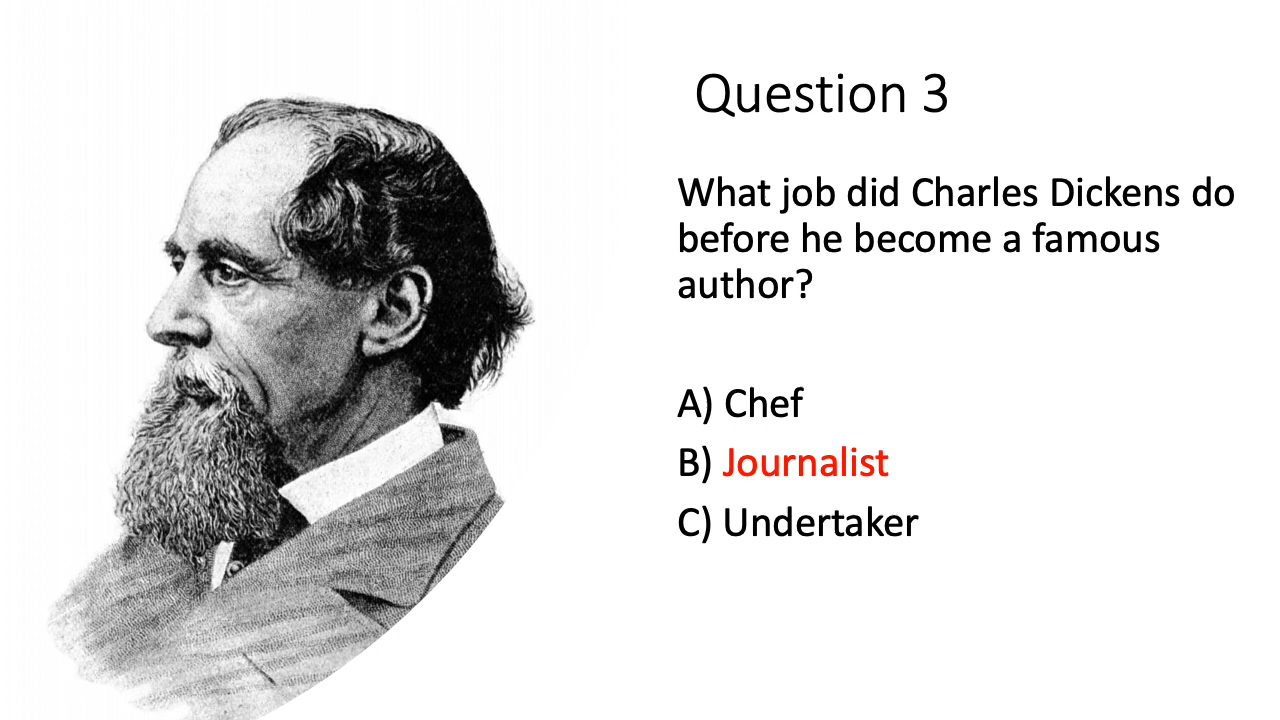 Question 3
What job did Charles Dickens do
before he become a famous
author?
A) Chef
B) Journalist
C) Undertaker